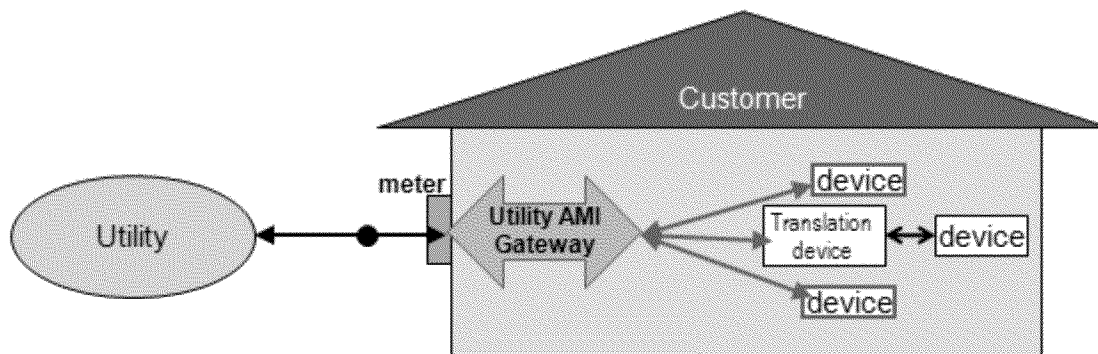 Customer
meter
Utility
Utility AMI
Gateway
device
Translation
device
device
device